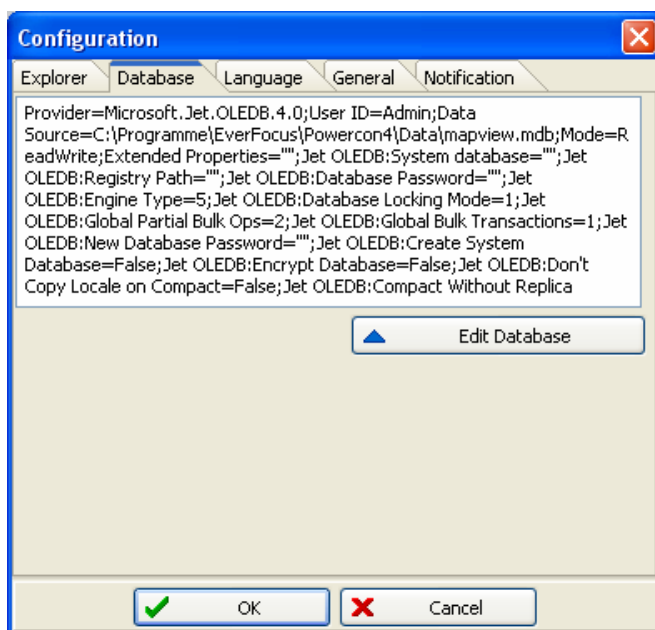 Configuration
Explorer Database Language General Notification
Provider=Microsoft.Jet.OLEDB.4.0;User ID=Admin;Data
Source=C:\Programme\EverFocus\Powercon4\Data\mapview.mdb;Mode=R
eadWrite;Extended Properties="";Jet OLEDB:System database="";Jet
OLEDB:Registry Path="";Jet OLEDB:Database Password="";Jet
OLEDB:Engine Type=5;Jet OLEDB:Database Locking Mode=1;Jet
OLEDB:Global Partial Bulk Ops=2;Jet OLEDB:Global Bulk Transactions=1;Jet
OLEDB:New Database Password="";Jet OLEDB:Create System
Database=False;Jet OLEDB:Encrypt Database=False;Jet OLEDB:Don't
Copy Locale on Compact=False;Jet OLEDB:Compact Without Replica
Edit Database
OK Cancel